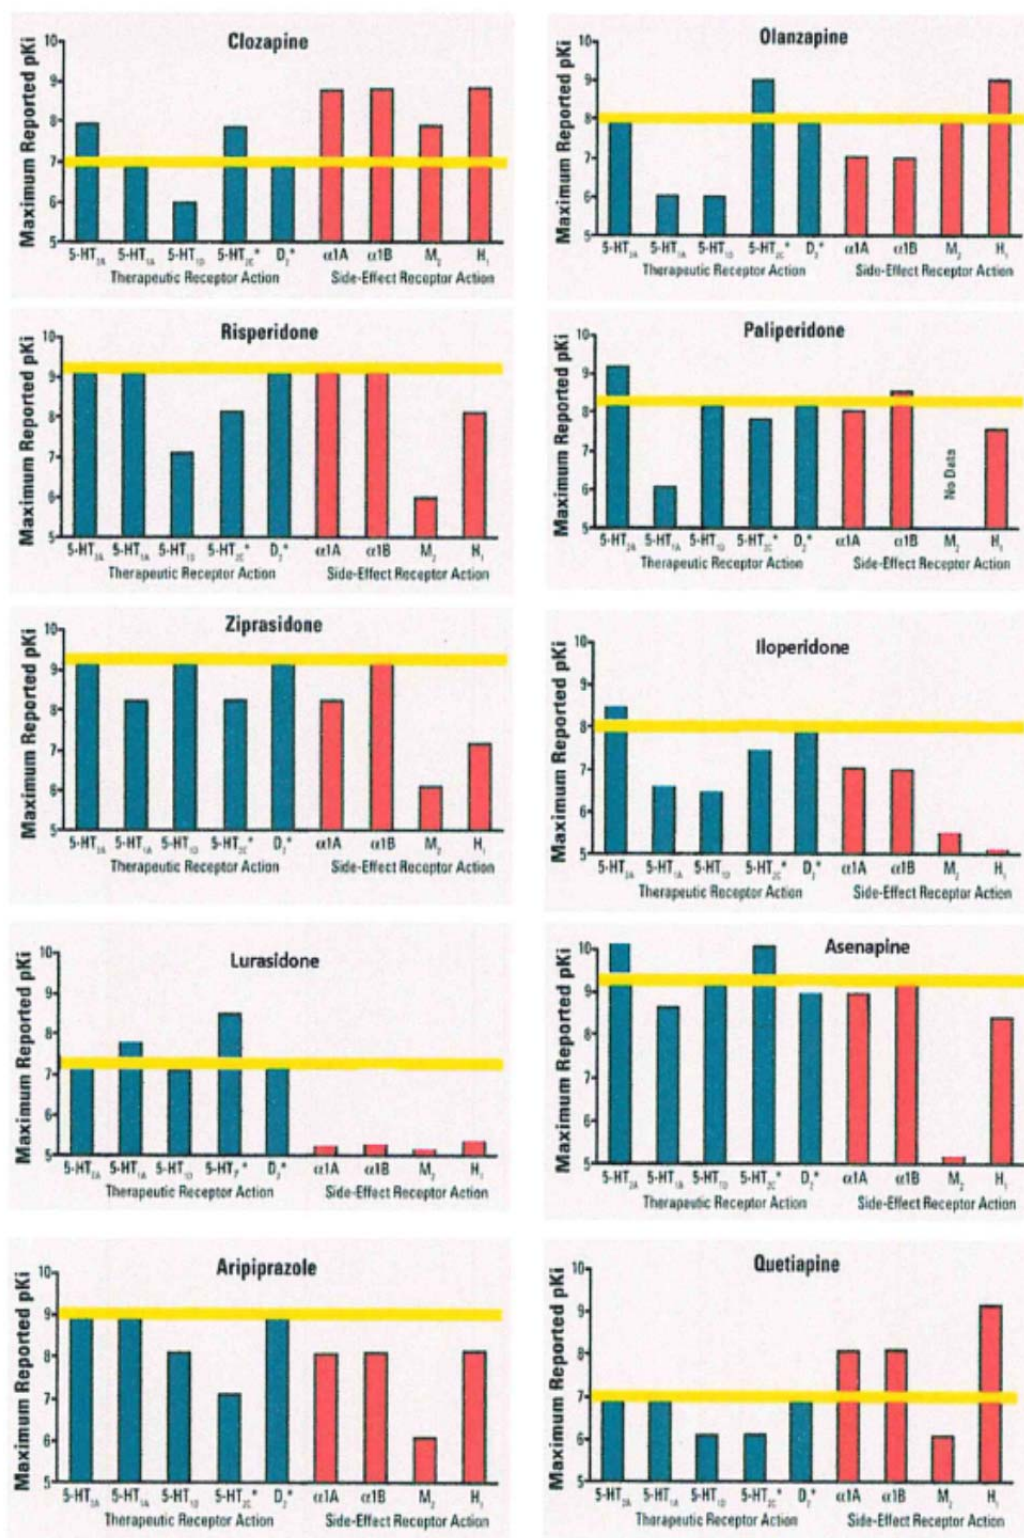 Clozapine
Maximum Reported pKi
10
9
8
7
6
5
5-HT₂A 5-HT₁A 5-HT₁D 5-HT₂C* D₂* α1A α1B M₂ H₁
Therapeutic Receptor Action Side-Effect Receptor Action
Olanzapine
Maximum Reported pKi
10
9
8
7
6
5
5-HT₂A 5-HT₁A 5-HT₁D 5-HT₂C* D₂* α1A α1B M₂ H₁
Therapeutic Receptor Action Side-Effect Receptor Action
Risperidone
Maximum Reported pKi
10
9
8
7
6
5
5-HT₂A 5-HT₁A 5-HT₁D 5-HT₂C* D₂* α1A α1B M₂ H₁
Therapeutic Receptor Action Side-Effect Receptor Action
Paliperidone
Maximum Reported pKi
10
9
8
7
6
5
No Data
5-HT₂A 5-HT₁A 5-HT₁D 5-HT₂C* D₂* α1A α1B M₂ H₁
Therapeutic Receptor Action Side-Effect Receptor Action
Ziprasidone
Maximum Reported pKi
10
9
8
7
6
5
5-HT₂A 5-HT₁A 5-HT₁D 5-HT₂C* D₂* α1A α1B M₂ H₁
Therapeutic Receptor Action Side-Effect Receptor Action
Iloperidone
Maximum Reported pKi
10
9
8
7
6
5
5-HT₂A 5-HT₁A 5-HT₁D 5-HT₂C* D₂* α1A α1B M₂ H₁
Therapeutic Receptor Action Side-Effect Receptor Action
Lurasidone
Maximum Reported pKi
10
9
8
7
6
5
5-HT₂A 5-HT₁A 5-HT₁D D₂* α1A α1B M₂ H₁
Therapeutic Receptor Action Side-Effect Receptor Action
Asenapine
Maximum Reported pKi
10
9
8
7
6
5
5-HT₂A 5-HT₁A 5-HT₁D 5-HT₂C* D₂* α1A α1B M₂ H₁
Therapeutic Receptor Action Side-Effect Receptor Action
Aripiprazole
Maximum Reported pKi
10
9
8
7
6
5
5-HT₂A 5-HT₁A 5-HT₁D 5-HT₂C* D₂* α1A α1B M₂ H₁
Therapeutic Receptor Action Side-Effect Receptor Action
Quetiapine
Maximum Reported pKi
10
9
8
7
6
5
5-HT₂A 5-HT₁A 5-HT₁D 5-HT₂C* D₂* α1A α1B M₂ H₁
Therapeutic Receptor Action Side-Effect Receptor Action